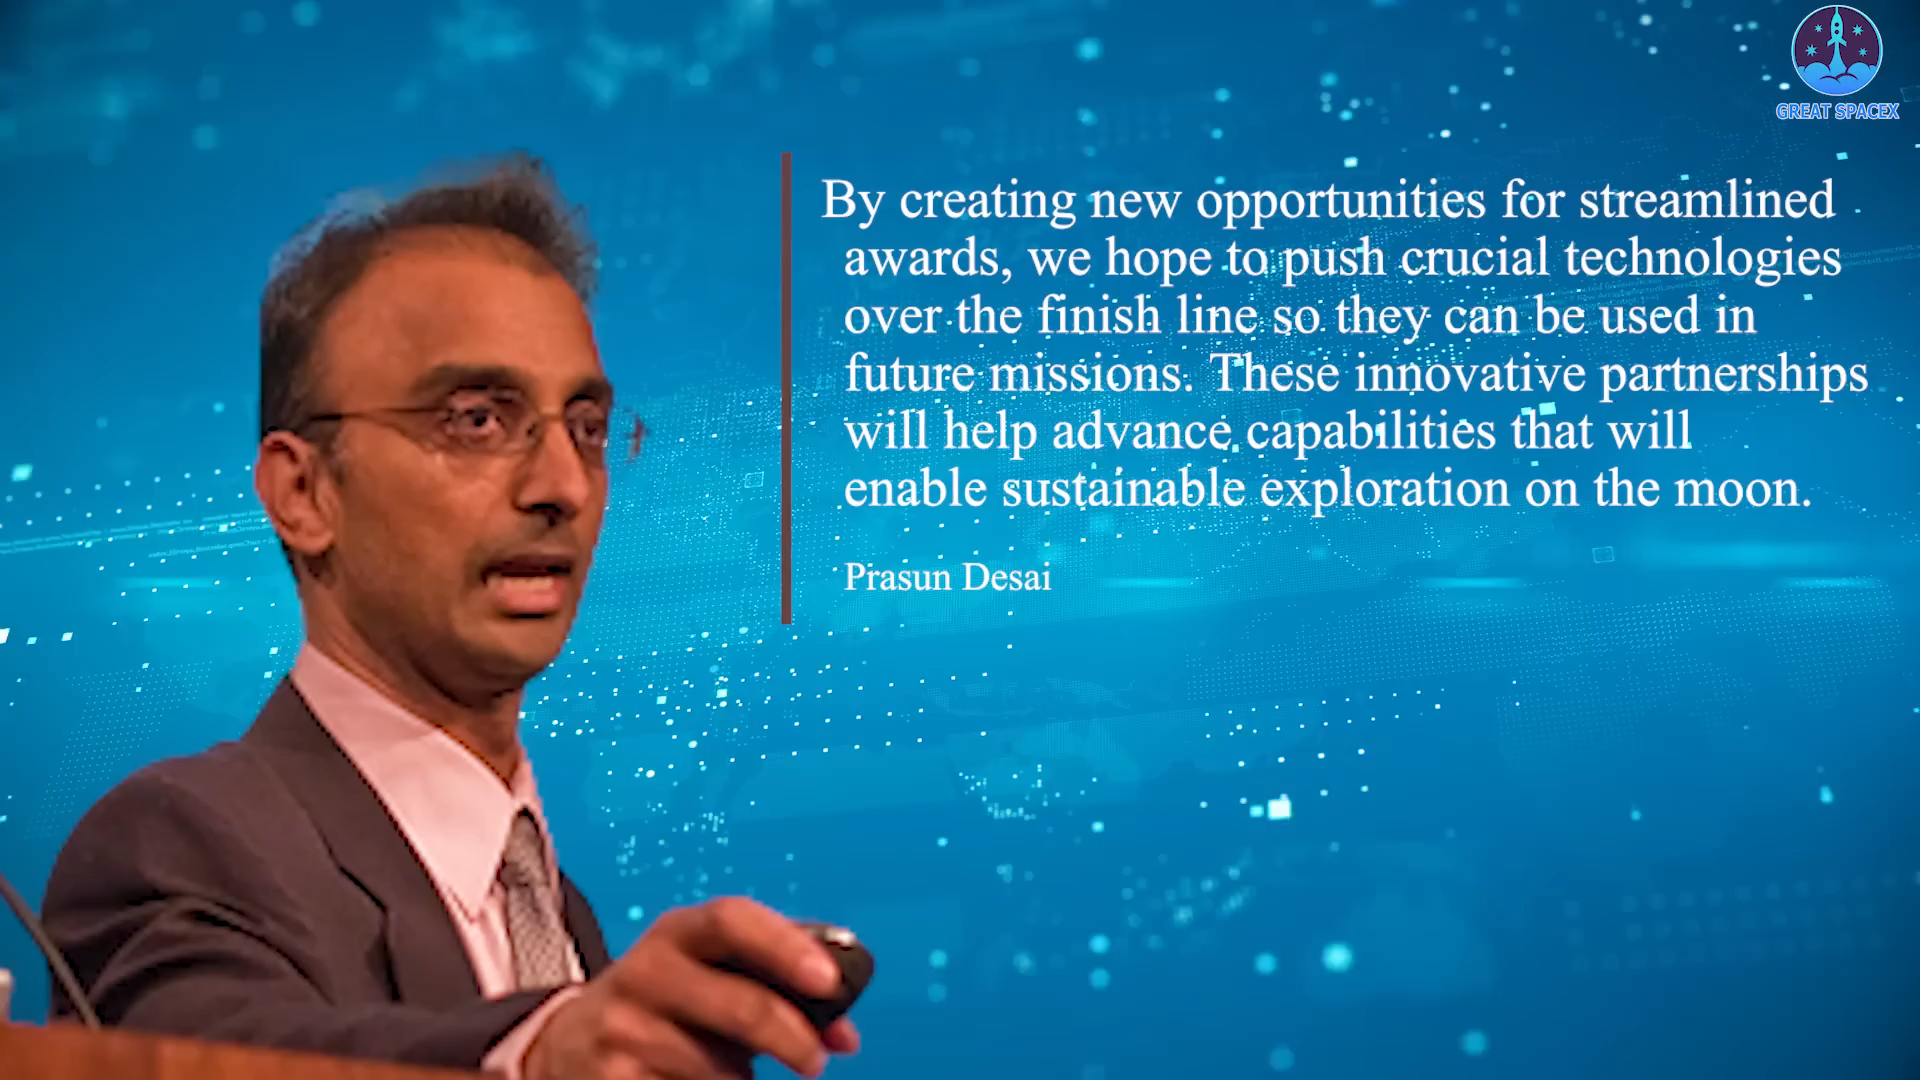 GREAT SPACEX
By creating new opportunities for streamlined
awards, we hope to push crucial technologies
over the finish line so they can be used in
future missions. These innovative partnerships
will help advance capabilities that will
enable sustainable exploration on the moon.
Prasun Desai